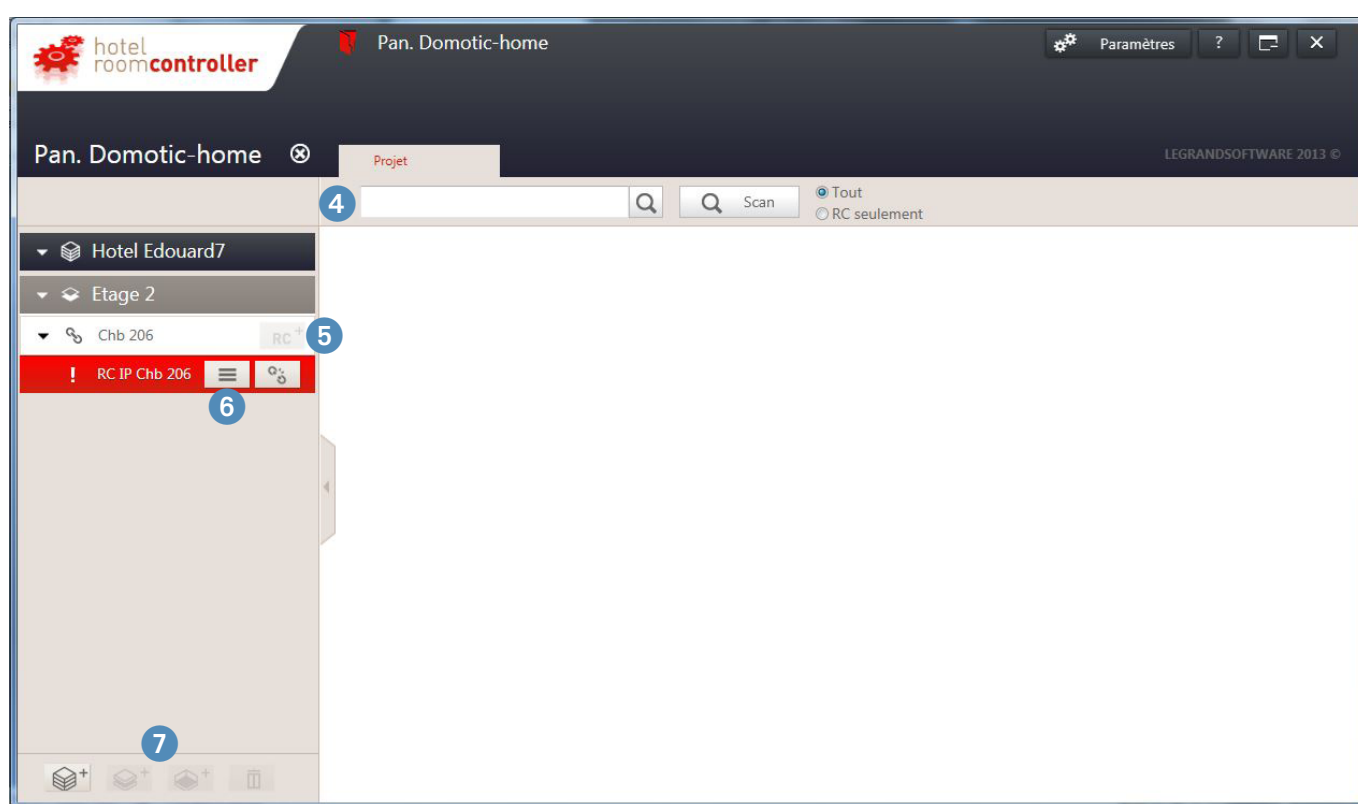 hotel
roomcontroller
Pan. Domotic-home
Paramètres ?
Pan. Domotic-home
Projet
LEGRANDSOFTWARE 2013 ©
4
Scan
Tout
RC seulement
Hotel Edouard7
Etage 2
Chb 206 RC+ 5
! RC IP Chb 206
6
7